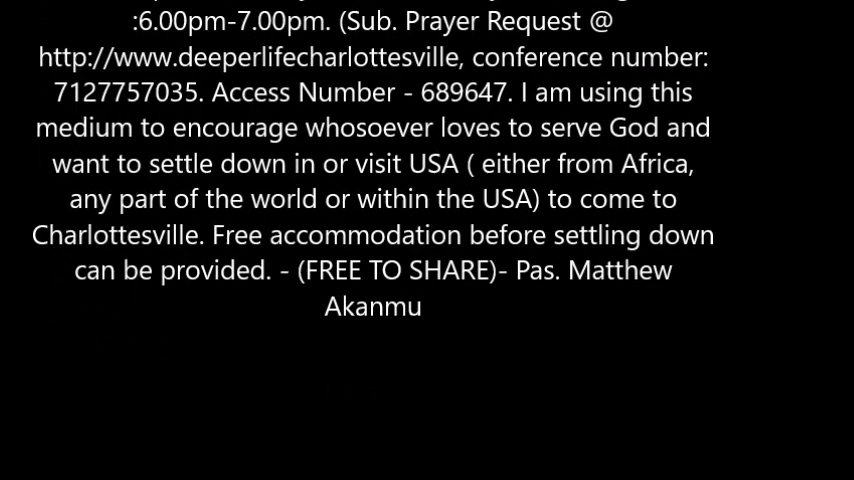 :6.00pm-7.00pm. (Sub. Prayer Request @
http://www.deeperlifecharlottesville, conference number:
7127757035. Access Number - 689647. I am using this
medium to encourage whosoever loves to serve God and
want to settle down in or visit USA ( either from Africa,
any part of the world or within the USA) to come to
Charlottesville. Free accommodation before settling down
can be provided. - (FREE TO SHARE)- Pas. Matthew
Akanmu